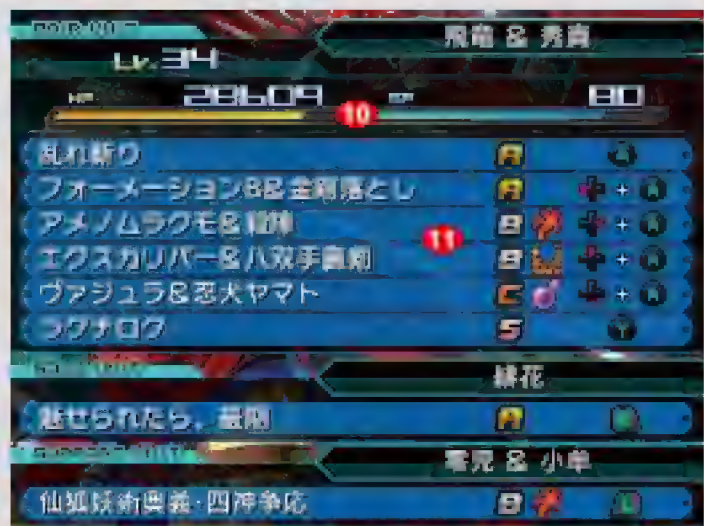 PAIR UNIT
飛竜 & 秀真
Lv.34
HP 28609 80
10
乱れ斬り A A
フォーメーションB&金剛落とし A + A
アメノムラクモ& B + A
11
エクスカリバー&八双手裏剣 B + A
ヴァジュラ&忍犬ヤマト C + A
ラグナロク S Y
緋花
魅せられたら、最期 A R
零児 & 小牟
仙狐妖術奥義・四神争応 B L